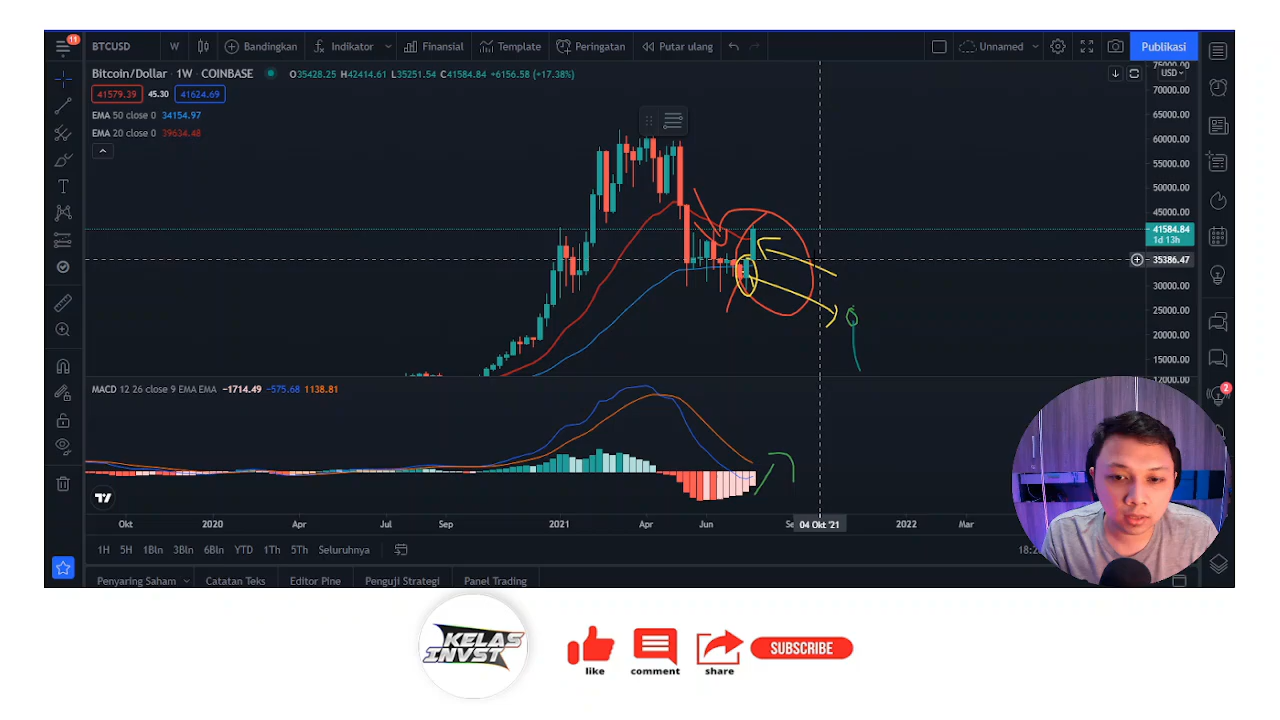 11
BTCUSD W Bandingkan Indikator Finansial Template Peringatan Putar ulang Unnamed Publikasi
Bitcoin/Dollar · 1W · COINBASE O35428.25 H42414.61 L35251.54 C41584.84 +6156.58 (+17.38%)
75000.00
USD
41579.39 45.30 41624.69
70000.00
EMA 50 close 0 34154.97
65000.00
EMA 20 close 0 39634.48
60000.00
55000.00
50000.00
45000.00
41584.84
1d 13h
35386.47
30000.00
25000.00
20000.00
15000.00
12000.00
MACD 12 26 close 9 EMA EMA −1714.49 −575.68 1138.81
2
Okt 2020 Apr Jul Sep 2021 Apr Jun 04 Okt '21 2022 Mar
1H 5H 1Bln 3Bln 6Bln YTD 1Th 5Th Seluruhnya
Penyaring Saham Catatan Teks Editor Pine Penguji Strategi Panel Trading
KELAS
INVST
like comment share SUBSCRIBE